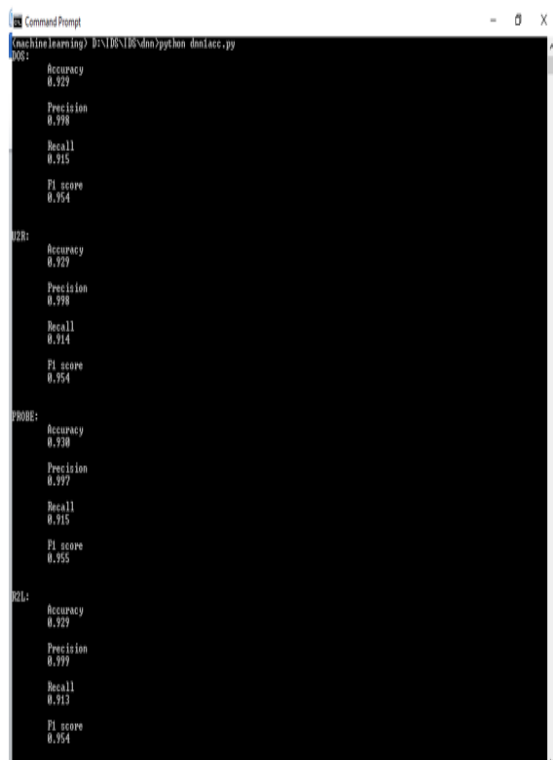 Command Prompt
(machinelearning) D:\IDS\IDS\dnn>python dnn1acc.py
DOS:
Accuracy
0.929
Precision
0.998
Recall
0.915
F1 score
0.954
U2R:
Accuracy
0.929
Precision
0.998
Recall
0.914
F1 score
0.954
PROBE:
Accuracy
0.930
Precision
0.997
Recall
0.915
F1 score
0.955
R2L:
Accuracy
0.929
Precision
0.999
Recall
0.913
F1 score
0.954